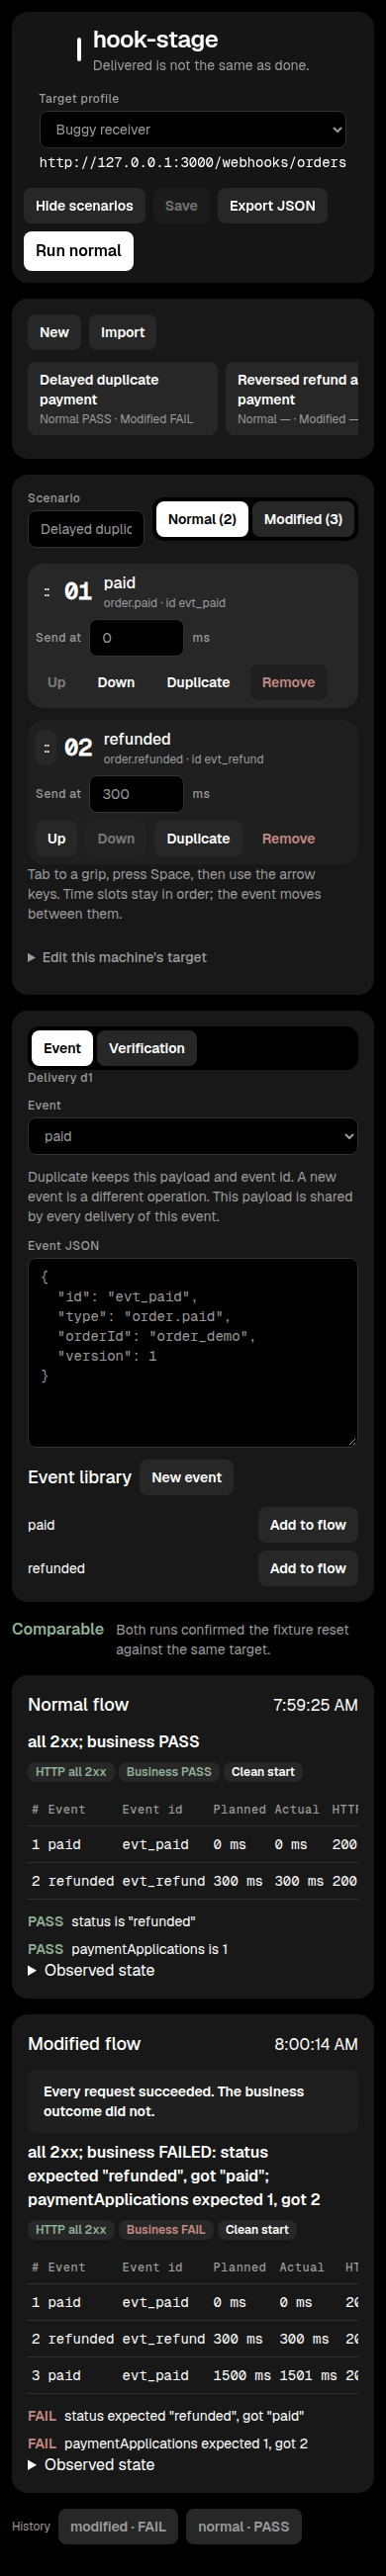 hook-stage
Delivered is not the same as done.
Target profile
Buggy receiver
http://127.0.0.1:3000/webhooks/orders
Hide scenarios Save Export JSON
Run normal
New Import
Delayed duplicate payment
Normal PASS · Modified FAIL
Reversed refund a
payment
Normal — · Modified —
Scenario
Delayed duplic
Normal (2) Modified (3)
:: 01 paid
order.paid · id evt_paid
Send at 0 ms
Up Down Duplicate Remove
:: 02 refunded
order.refunded · id evt_refund
Send at 300 ms
Up Down Duplicate Remove
Tab to a grip, press Space, then use the arrow
keys. Time slots stay in order; the event moves
between them.
▶ Edit this machine's target
Event Verification
Delivery d1
Event
paid
Duplicate keeps this payload and event id. A new
event is a different operation. This payload is shared
by every delivery of this event.
Event JSON
{
"id": "evt_paid",
"type": "order.paid",
"orderId": "order_demo",
"version": 1
}
Event library New event
paid Add to flow
refunded Add to flow
Comparable Both runs confirmed the fixture reset
against the same target.
Normal flow 7:59:25 AM
all 2xx; business PASS
HTTP all 2xx Business PASS Clean start
# Event Event id Planned Actual HTTP
1 paid evt_paid 0 ms 0 ms 200
2 refunded evt_refund 300 ms 300 ms 200
PASS status is "refunded"
PASS paymentApplications is 1
▶ Observed state
Modified flow 8:00:14 AM
Every request succeeded. The business
outcome did not.
all 2xx; business FAILED: status
expected "refunded", got "paid";
paymentApplications expected 1, got 2
HTTP all 2xx Business FAIL Clean start
# Event Event id Planned Actual HT
1 paid evt_paid 0 ms 0 ms 20
2 refunded evt_refund 300 ms 300 ms 20
3 paid evt_paid 1500 ms 1501 ms 20
FAIL status expected "refunded", got "paid"
FAIL paymentApplications expected 1, got 2
▶ Observed state
History modified · FAIL normal · PASS